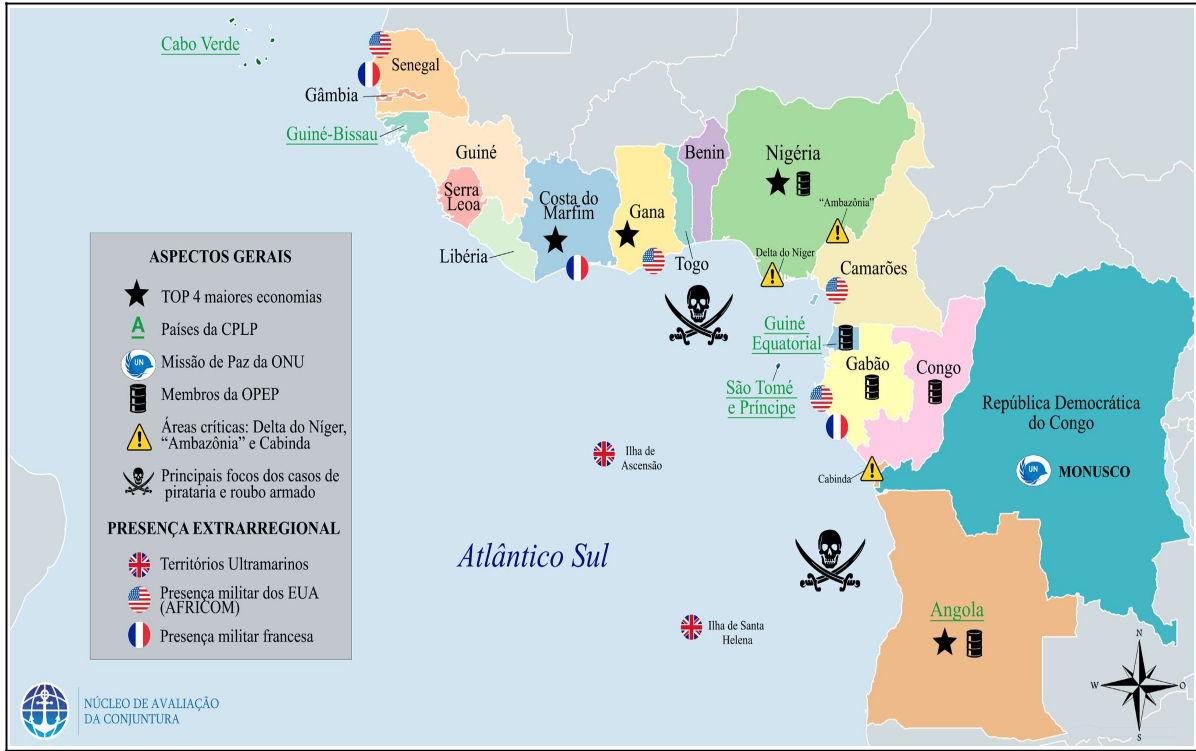 Cabo Verde
Senegal
Gâmbia
Guiné-Bissau
Guiné
Serra
Leoa
Libéria
Costa do
Marfim
Gana
Togo
Benin
Nigéria
“Ambazônia”
Delta do Níger
Camarões
Guiné
Equatorial
São Tomé
e Príncipe
Gabão
Congo
República Democrática
do Congo
UN
MONUSCO
Cabinda
Angola
Ilha de
Ascensão
Atlântico Sul
Ilha de Santa
Helena
ASPECTOS GERAIS
TOP 4 maiores economias
A
Países da CPLP
UN
Missão de Paz da ONU
Membros da OPEP
Áreas críticas: Delta do Níger,
“Ambazônia” e Cabinda
Principais focos dos casos de
pirataria e roubo armado
PRESENÇA EXTRARREGIONAL
Territórios Ultramarinos
Presença militar dos EUA
(AFRICOM)
Presença militar francesa
NÚCLEO DE AVALIAÇÃO
DA CONJUNTURA
N
W
O
S